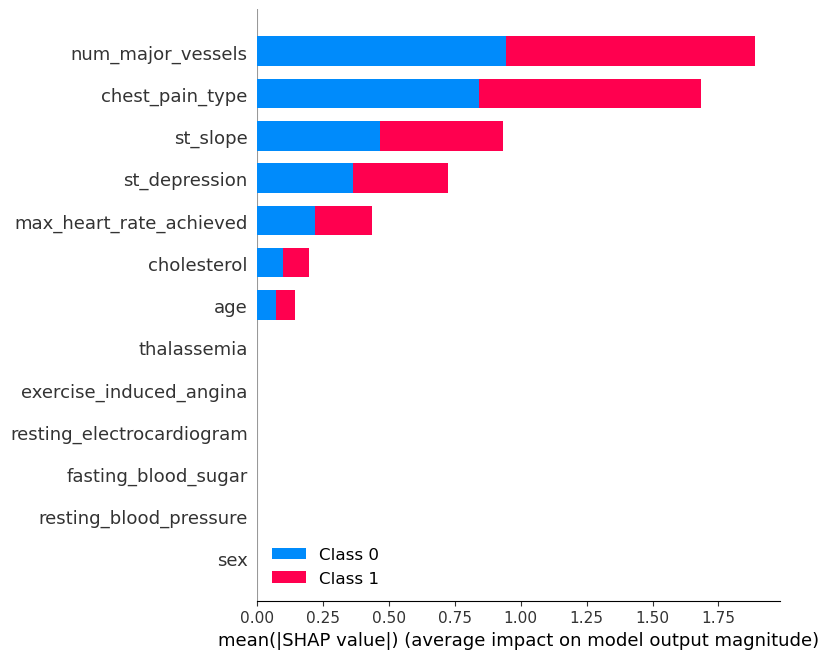 num_major_vessels
chest_pain_type
st_slope
st_depression
max_heart_rate_achieved
cholesterol
age
thalassemia
exercise_induced_angina
resting_electrocardiogram
fasting_blood_sugar
resting_blood_pressure
sex
Class 0
Class 1
0.00 0.25 0.50 0.75 1.00 1.25 1.50 1.75
mean(|SHAP value|) (average impact on model output magnitude)